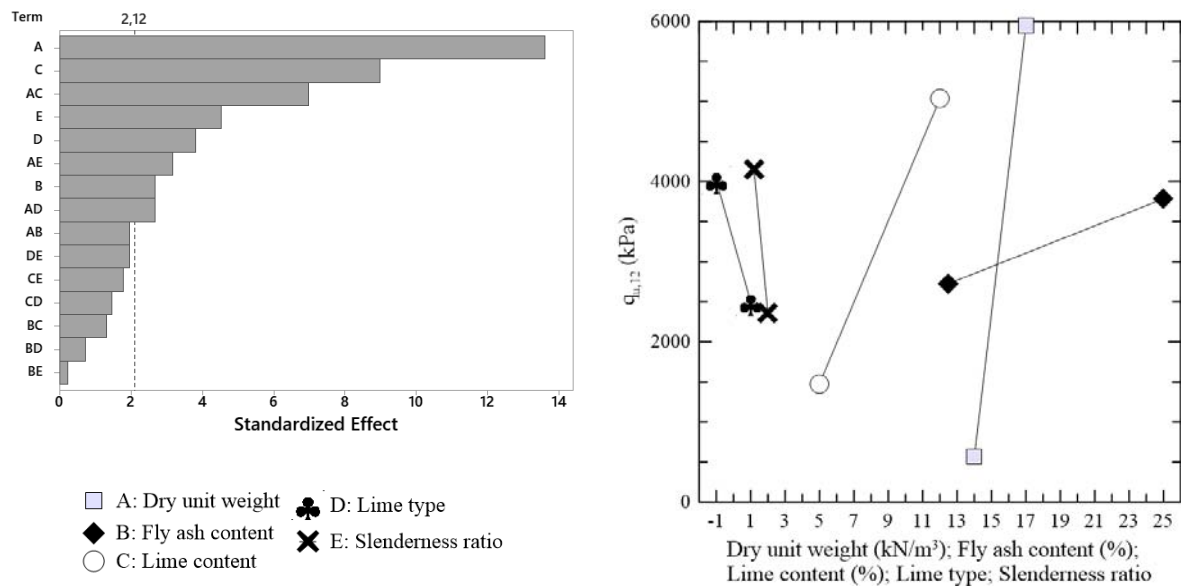 Term
2,12
A
C
AC
E
D
AE
B
AD
AB
DE
CE
CD
BC
BD
BE
0 2 4 6 8 10 12 14
Standardized Effect
A: Dry unit weight
B: Fly ash content
C: Lime content
D: Lime type
E: Slenderness ratio
6000
4000
2000
0
qu,12 (kPa)
-1 1 3 5 7 9 11 13 15 17 19 21 23 25
Dry unit weight (kN/m³); Fly ash content (%);
Lime content (%); Lime type; Slenderness ratio